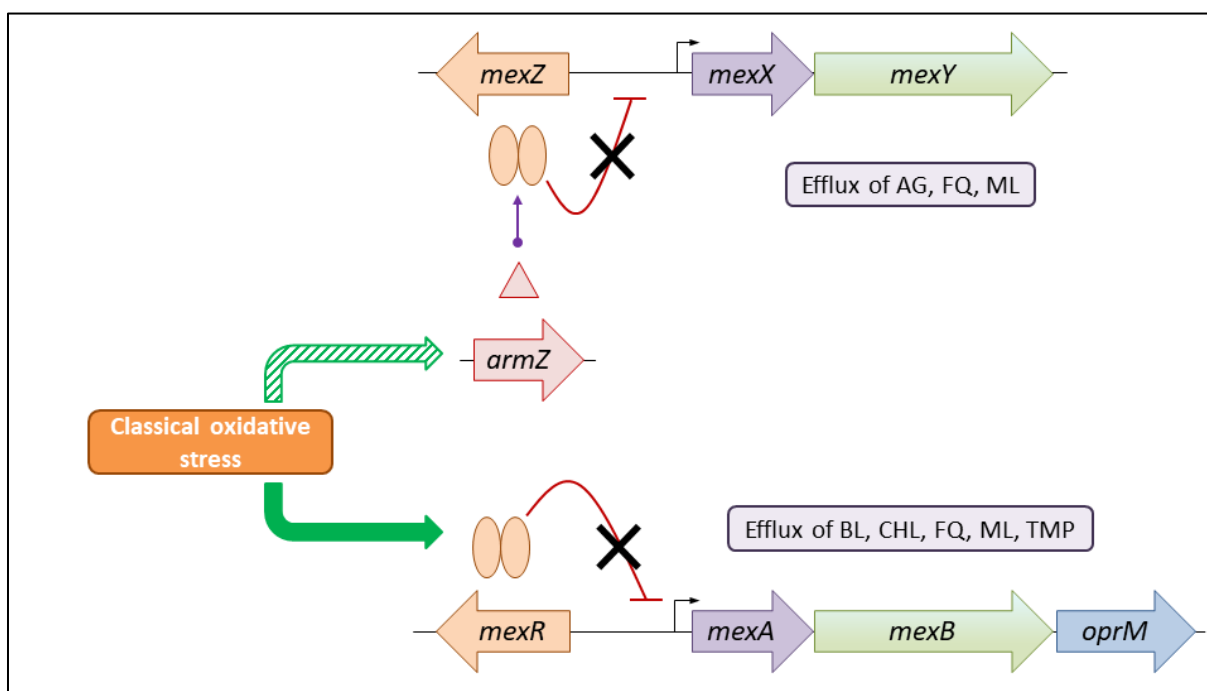 mexZ mexX mexY
Efflux of AG, FQ, ML
armZ
Classical oxidative
stress
Efflux of BL, CHL, FQ, ML, TMP
mexR mexA mexB oprM